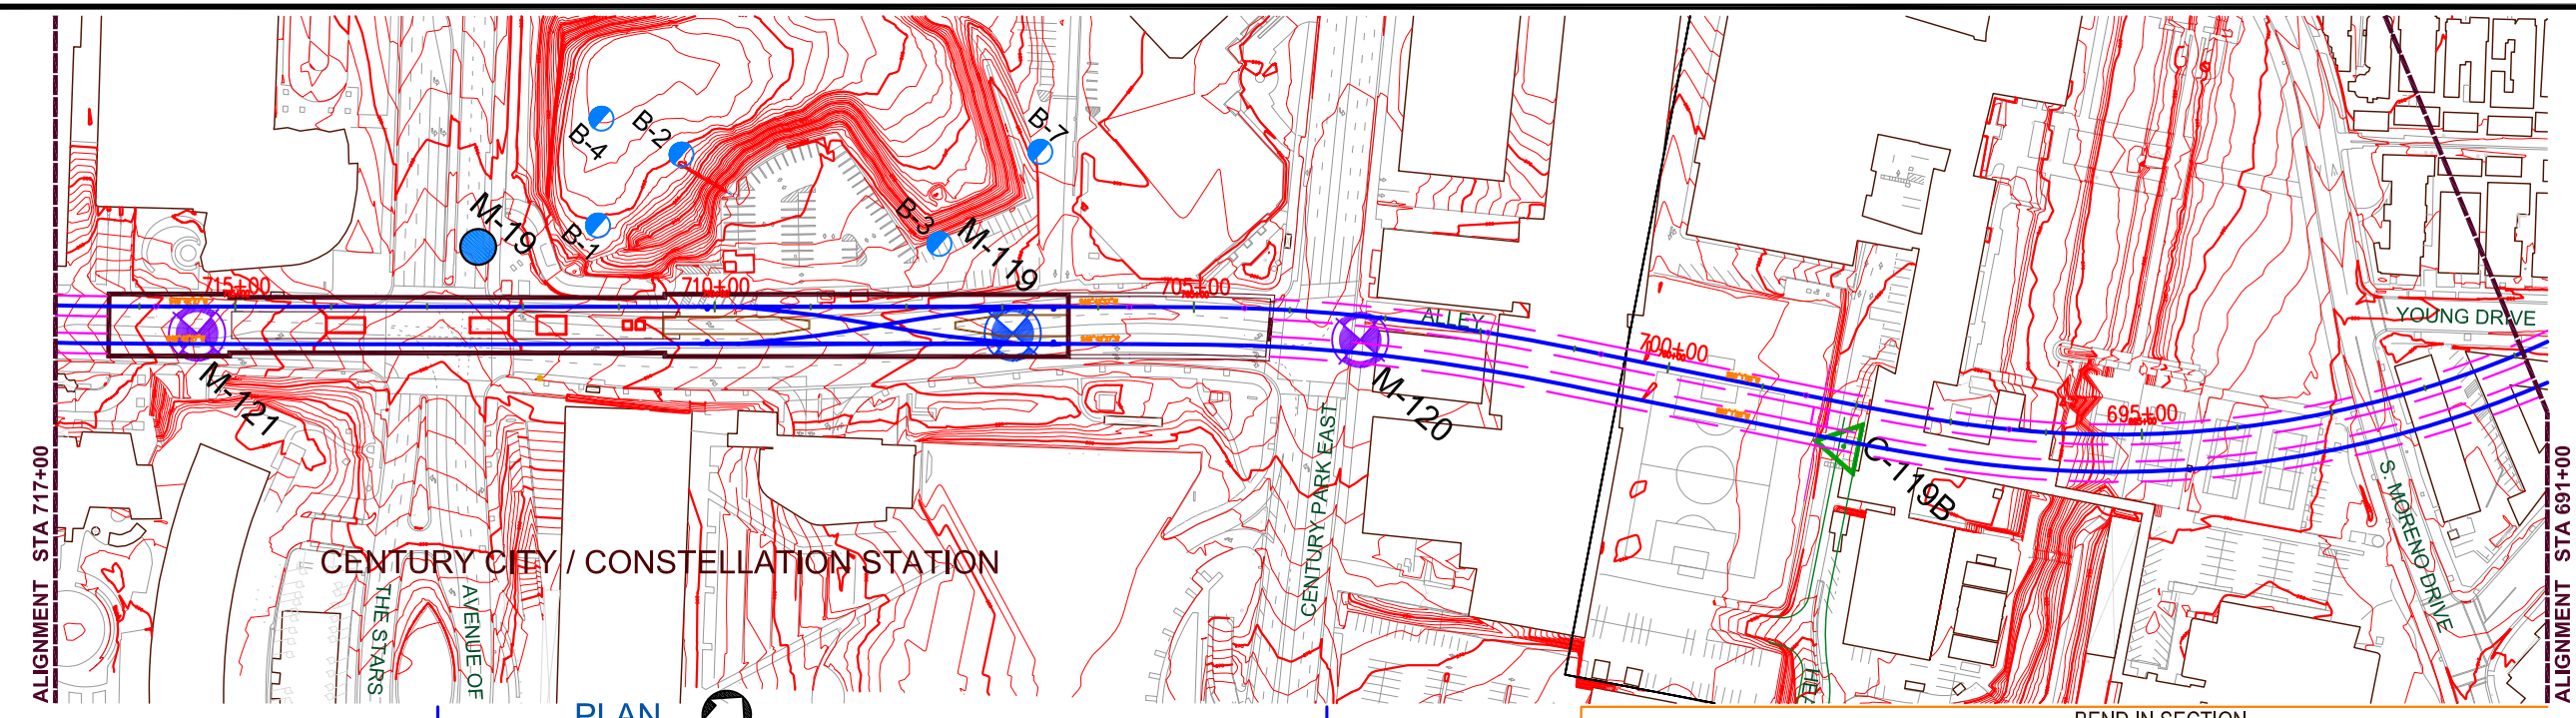 B-4
B-2
B-7
M-19
B-1
B-3
M-119
715+00
710+00
705+00
ALLEY
YOUNG DRIVE
700+00
M-121
M-120
695+00
C-119B
ALIGNMENT STA 717+00
CENTURY CITY / CONSTELLATION STATION
CENTURY PARK EAST
S. MORENO DRIVE
ALIGNMENT STA 691+00
AVENUE OF
THE STARS
PLAN
BEND IN SECTION